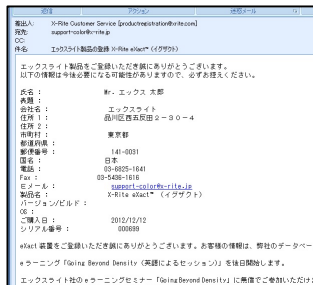 返信
アクション
迷惑メール
差出人: X-Rite Customer Service [productregistration@xrite.com]
宛先: support-color@x-rite.jp
CC:
件名: エックスライト製品の登録 X-Rite eXact™ (イグザクト)
エックスライト製品をご登録いただき誠にありがとうございます。
以下の情報は今後必要になる可能性がありますので、必ずお控えください。
氏名 : Mr. エックス 太郎
表題 :
会社名 : エックスライト
住所 1 : 品川区西五反田2-30-4
住所 2 :
市町村 : 東京都
都道府県 :
郵便番号 : 141-0031
国名 : 日本
電話 : 03-6825-1641
Fax : 03-5436-1616
Eメール : support-color@x-rite.jp
製品名 : X-Rite eXact™ (イグザクト)
バージョン/ビルド :
OS :
ご購入日 : 2012/12/12
シリアル番号 : 000699
eXact 装置をご登録いただき誠にありがとうございます。お客様の情報は、弊社のデータベー
eラーニング「Going Beyond Density (英語によるセッション)」を後日開始します。
エックスライト社のeラーニングセミナー「Going Beyond Density」に無償でご参加いただけ